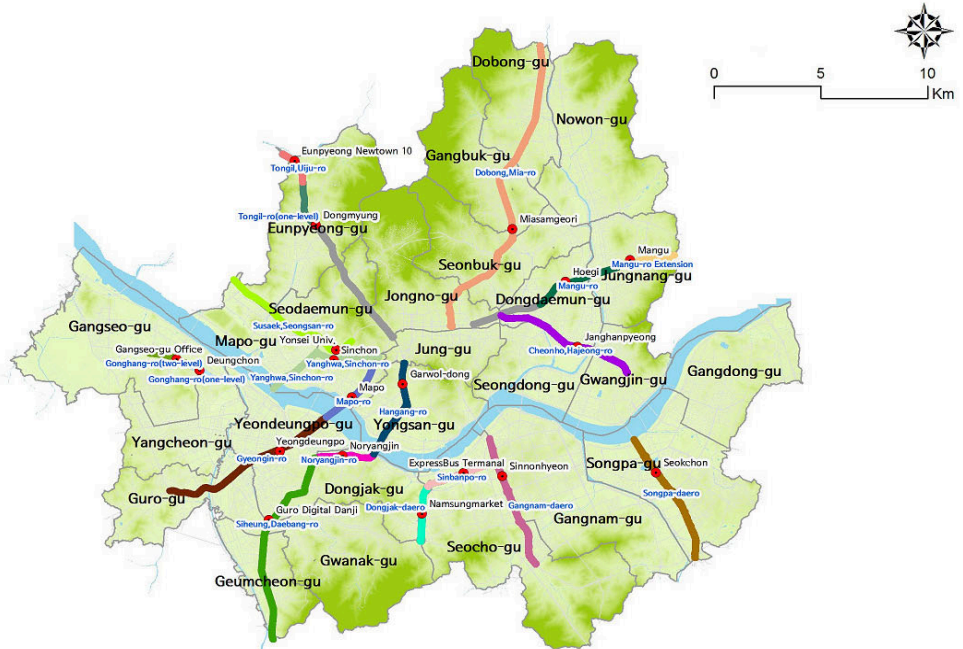 0
5
10
Km
Dobong-gu
Nowon-gu
Eunpyeong Newtown 10
Gangbuk-gu
Tongil,Uiju-ro
Dobong,Mia-ro
Tongil-ro(one-level)
Dongmyung
Miasamgeori
Eunpyeong-gu
Mangu
Seonbuk-gu
Mangu-ro Extension
Hoegi
Jungnang-gu
Mangu-ro
Jongno-gu
Dongdaemun-gu
Seodaemun-gu
Gangseo-gu
Susaek,Seongsan-ro
Mapo-gu
Yonsei Univ,
Janghanpyeong
Gangseo-gu Office
Sinchon
Jung-gu
Cheonho,Hajeong-ro
Gonghang-ro(two-level)
Deungchon
Yanghwa,Sinchon-ro
Gangdong-gu
Gonghang-ro(one-level)
Yanghwa,Sinchon-ro
Garwol-dong
Seongdong-gu
Gwangjin-gu
Mapo
Mapo-ro
Hangang-ro
Yeondeungpo-gu
Yongsan-gu
Yangcheon-gu
Yeongdeungpo
Noryangjin
Gyeongin-ro
Noryangjin-ro
ExpressBus Termanal
Sinnonhyeon
Songpa-gu
Seokchon
Sinbanpo-ro
Guro-gu
Dongjak-gu
Songpa-daero
Guro Digital Danji
Dongjak-daero
Namsungmarket
Gangnam-daero
Siheung,Daebang-ro
Gangnam-gu
Seocho-gu
Gwanak-gu
Geumcheon-gu